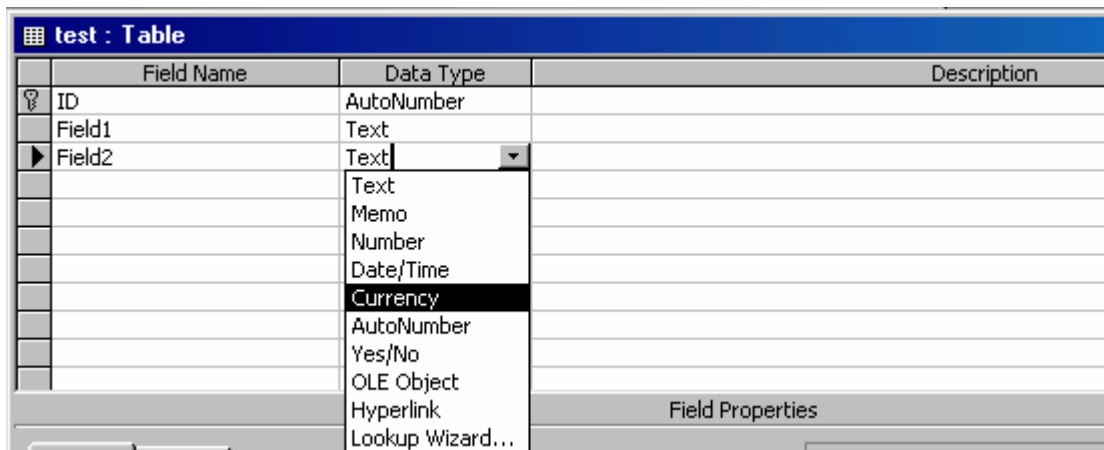 test : Table
Field Name Data Type Description
ID AutoNumber
Field1 Text
Field2 Text
Text
Memo
Number
Date/Time
Currency
AutoNumber
Yes/No
OLE Object
Hyperlink
Field Properties
Lookup Wizard...